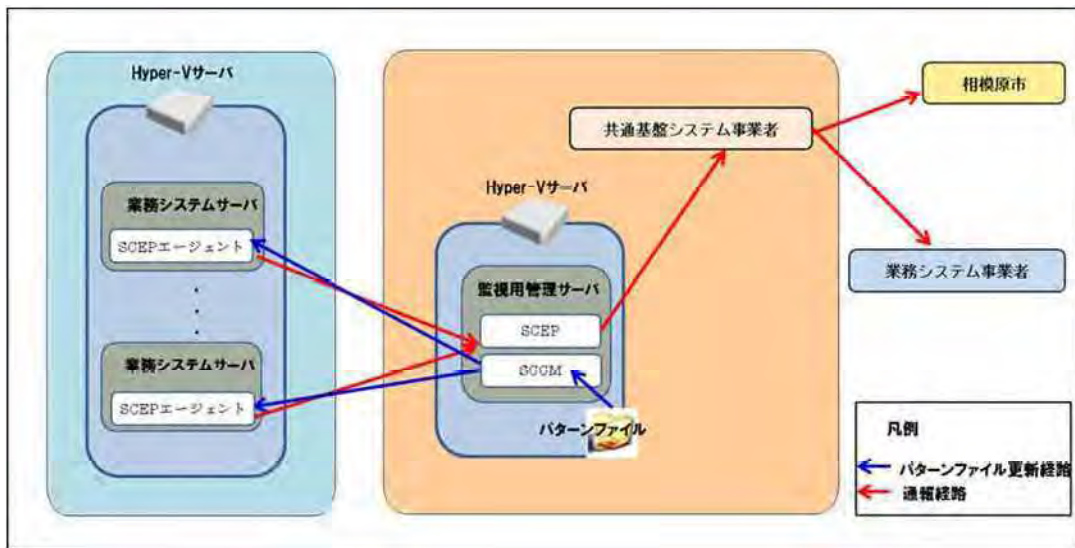 Hyper-Vサーバ
業務システムサーバ
SCEPエージェント
業務システムサーバ
SCEPエージェント
Hyper-Vサーバ
監視用管理サーバ
SCEP
SCCM
パターンファイル
共通基盤システム事業者
相模原市
業務システム事業者
凡例
パターンファイル更新経路
通報経路